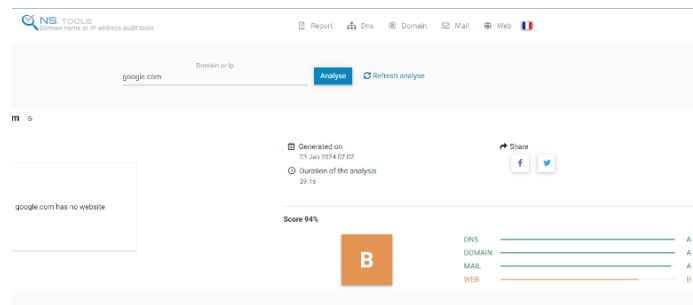 NS.TOOLS
Domain name or IP address audit tools
Report Dns Domain Mail Web
Domain or Ip
google.com
Analyse Refresh analyse
m G
Generated on
23 Jan 2024 07:02
Duration of the analysis
39.1s
Share
google.com has no website
Score 94%
B
DNS A
DOMAIN A
MAIL A
WEB B